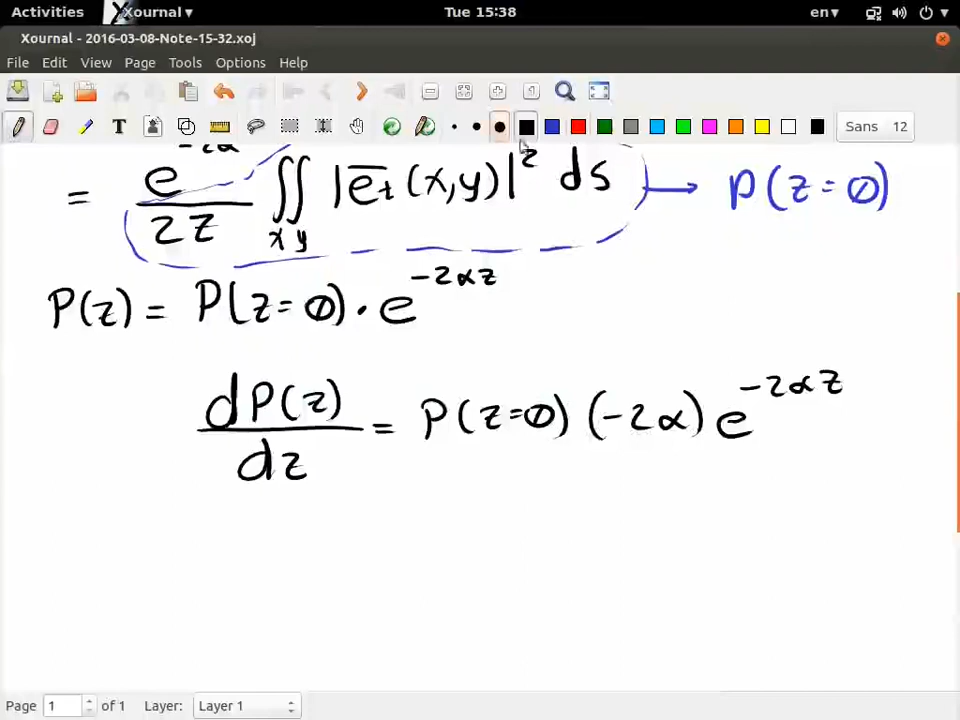 Activities Xournal ▾ Tue 15:38 en ▾
Xournal - 2016-03-08-Note-15-32.xoj
File Edit View Page Tools Options Help
T Sans 12
= e^-2α / 2Z ∬ x y |e̅t (x,y)|² ds → P(z=0)
P(z) = P(z=0) · e^-2αz
dP(z) / dz = P(z=0) (-2α) e^-2αz
Page 1 of 1 Layer: Layer 1